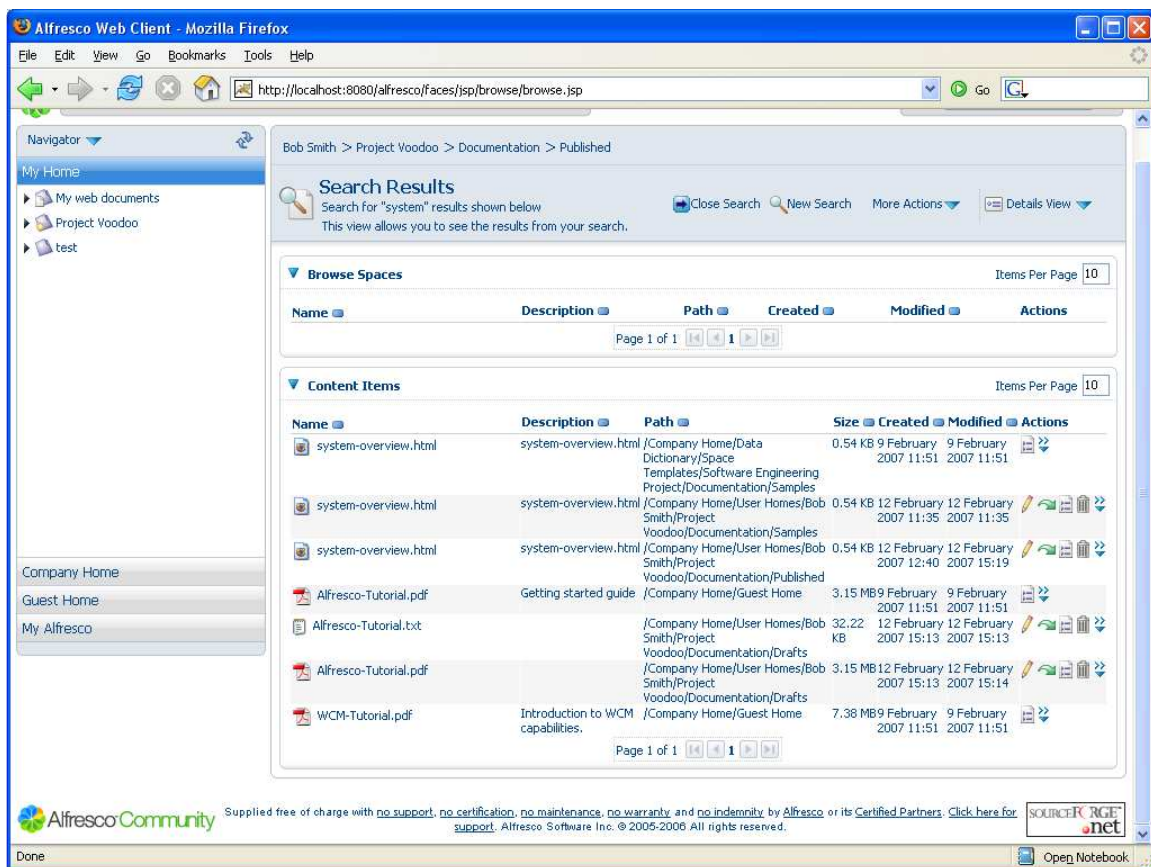 Alfresco Web Client - Mozilla Firefox
File Edit View Go Bookmarks Tools Help
http://localhost:8080/alfresco/faces/jsp/browse/browse.jsp Go G
Navigator
My Home
My web documents
Project Voodoo
test
Company Home
Guest Home
My Alfresco
Bob Smith > Project Voodoo > Documentation > Published
Search Results
Search for "system" results shown below
This view allows you to see the results from your search.
Close Search New Search More Actions Details View
Browse Spaces Items Per Page 10
Name Description Path Created Modified Actions
Page 1 of 1 1
Content Items Items Per Page 10
Name Description Path Size Created Modified Actions
system-overview.html system-overview.html /Company Home/Data 0.54 KB 9 February 9 February
Dictionary/Space 2007 11:51 2007 11:51
Templates/Software Engineering
Project/Documentation/Samples
system-overview.html system-overview.html /Company Home/User Homes/Bob 0.54 KB 12 February 12 February
Smith/Project 2007 11:35 2007 11:35
Voodoo/Documentation/Samples
system-overview.html system-overview.html /Company Home/User Homes/Bob 0.54 KB 12 February 12 February
Smith/Project 2007 12:40 2007 15:19
Voodoo/Documentation/Published
Alfresco-Tutorial.pdf Getting started guide /Company Home/Guest Home 3.15 MB 9 February 9 February
2007 11:51 2007 11:51
Alfresco-Tutorial.txt /Company Home/User Homes/Bob 32.22 12 February 12 February
Smith/Project KB 2007 15:13 2007 15:13
Voodoo/Documentation/Drafts
Alfresco-Tutorial.pdf /Company Home/User Homes/Bob 3.15 MB 12 February 12 February
Smith/Project 2007 15:13 2007 15:14
Voodoo/Documentation/Drafts
WCM-Tutorial.pdf Introduction to WCM /Company Home/Guest Home 7.38 MB 9 February 9 February
capabilities. 2007 11:51 2007 11:51
Page 1 of 1 1
Alfresco Community
Supplied free of charge with no support, no certification, no maintenance, no warranty and no indemnity by Alfresco or its Certified Partners. Click here for
support. Alfresco Software Inc. © 2005-2006 All rights reserved.
SOURCEFORGE
.net
Done Open Notebook